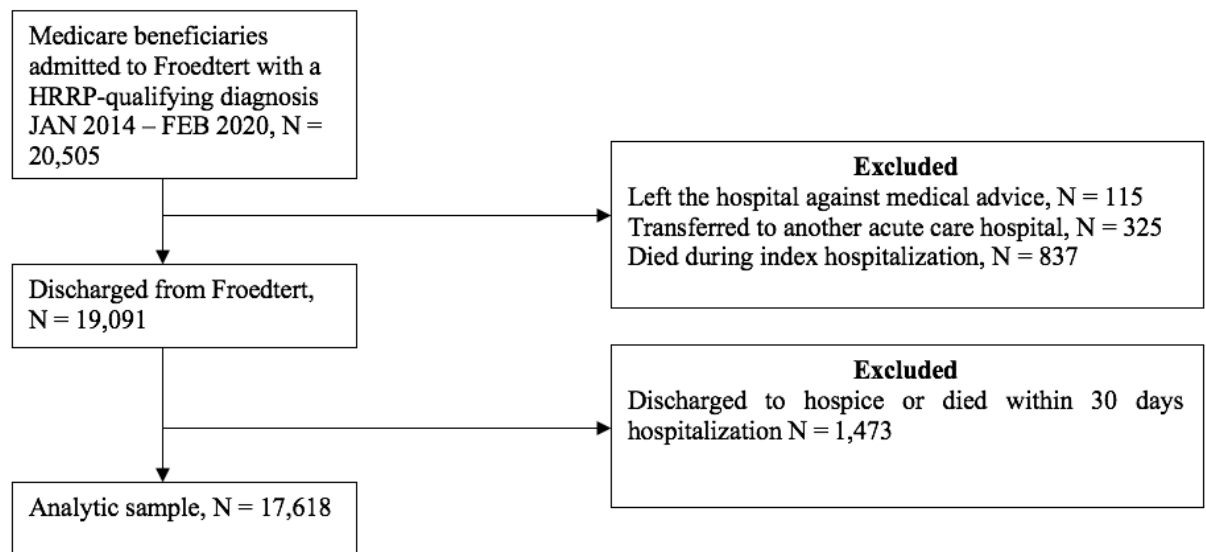 Medicare beneficiaries
admitted to Froedtert with a
HRRP-qualifying diagnosis
JAN 2014 – FEB 2020, N =
20,505
Excluded
Left the hospital against medical advice, N = 115
Transferred to another acute care hospital, N = 325
Died during index hospitalization, N = 837
Discharged from Froedtert,
N = 19,091
Excluded
Discharged to hospice or died within 30 days
hospitalization N = 1,473
Analytic sample, N = 17,618